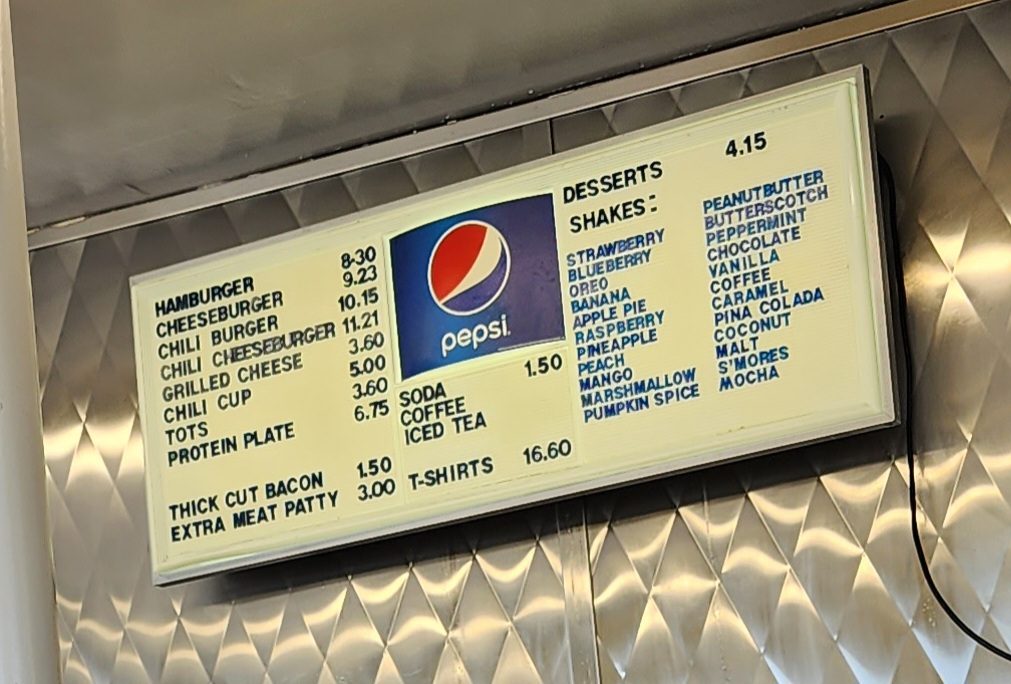 HAMBURGER 8-30
CHEESEBURGER 9.23
CHILI BURGER 10.15
CHILI CHEESEBURGER 11.21
GRILLED CHEESE 3.60
CHILI CUP 5.00
TOTS 3.60
PROTEIN PLATE 6.75
THICK CUT BACON 1.50
EXTRA MEAT PATTY 3.00
pepsi
SODA 1.50
COFFEE
ICED TEA
T-SHIRTS 16.60
DESSERTS 4.15
SHAKES:
STRAWBERRY
BLUEBERRY
OREO
BANANA
APPLE PIE
RASPBERRY
PINEAPPLE
PEACH
MANGO
MARSHMALLOW
PUMPKIN SPICE
PEANUTBUTTER
BUTTERSCOTCH
PEPPERMINT
CHOCOLATE
VANILLA
COFFEE
CARAMEL
PINA COLADA
COCONUT
MALT
S'MORES
MOCHA